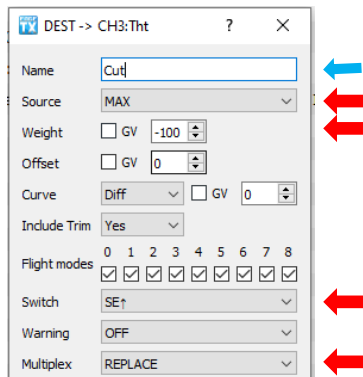 TX DEST -> CH3:Tht ? ×
Name Cut
Source MAX
Weight GV -100
Offset GV 0
Curve Diff GV 0
Include Trim Yes
0 1 2 3 4 5 6 7 8
Flight modes
Switch SE↑
Warning OFF
Multiplex REPLACE